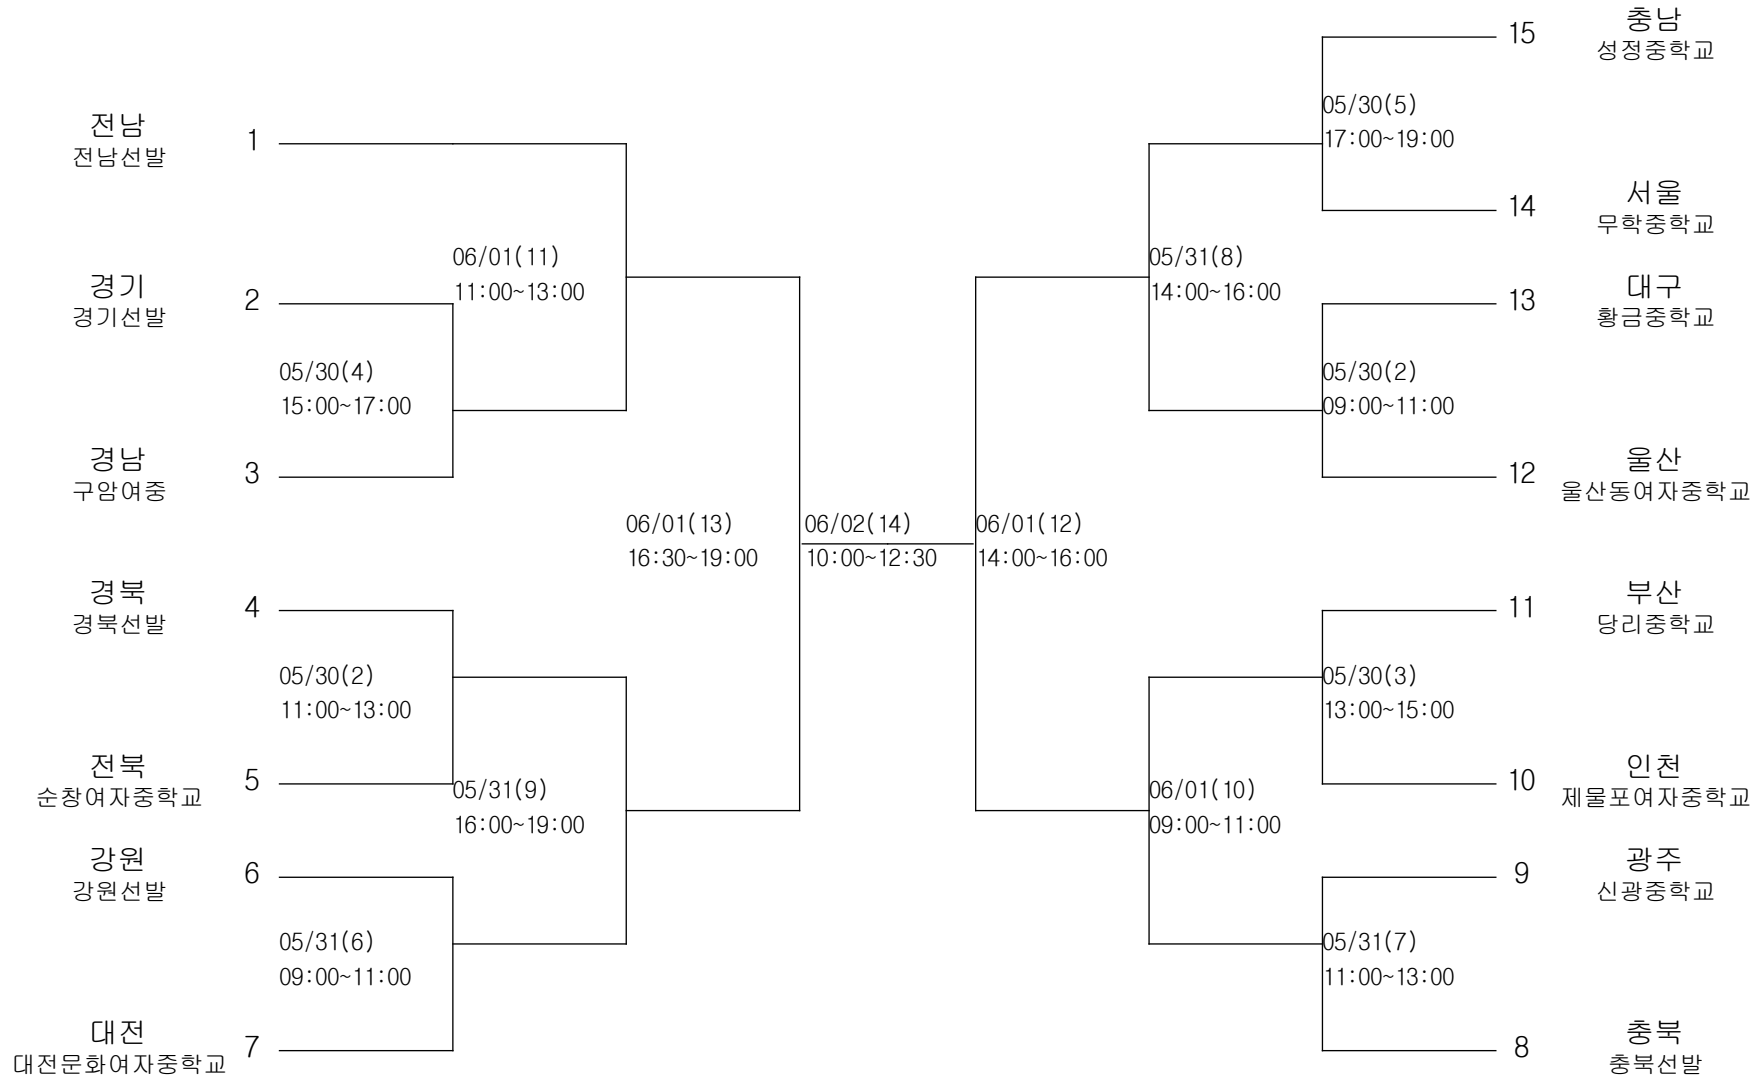 전남
전남선발
1
경기
경기선발
2
06/01(11)
11:00~13:00
05/30(4)
15:00~17:00
경남
구암여중
3
06/01(13)
16:30~19:00
경북
경북선발
4
05/30(2)
11:00~13:00
전북
순창여자중학교
5
05/31(9)
16:00~19:00
강원
강원선발
6
05/31(6)
09:00~11:00
대전
대전문화여자중학교
7
06/02(14)
10:00~12:30
15
충남
성정중학교
05/30(5)
17:00~19:00
14
서울
무학중학교
05/31(8)
14:00~16:00
13
대구
황금중학교
05/30(2)
09:00~11:00
12
울산
울산동여자중학교
06/01(12)
14:00~16:00
11
부산
당리중학교
05/30(3)
13:00~15:00
10
인천
제물포여자중학교
06/01(10)
09:00~11:00
9
광주
신광중학교
05/31(7)
11:00~13:00
8
충북
충북선발